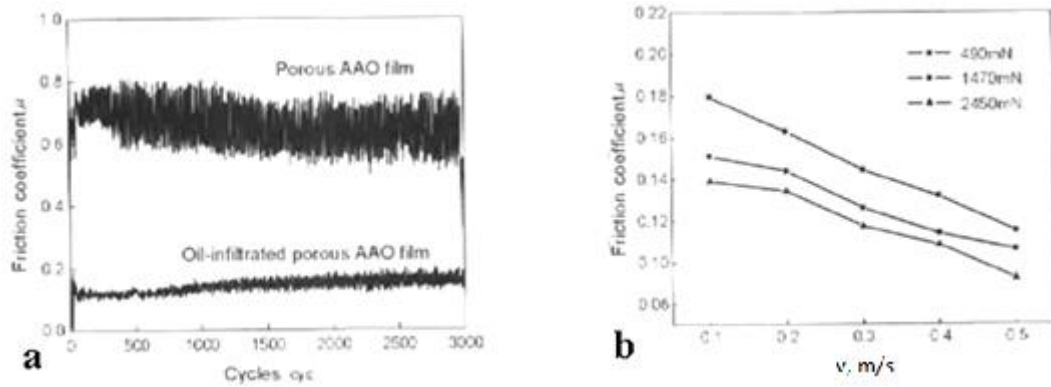 1.0
0.8
0.6
0.4
0.2
0.0
Friction coefficient,μ
Porous AAO film
Oil-infiltrated porous AAO film
0 500 1000 1500 2000 2500 3000
Cycles cyc
a
0.22
0.20
0.18
0.16
0.14
0.12
0.10
0.06
Friction coefficient,μ
490mN
1470mN
2450mN
0.1 0.2 0.3 0.4 0.5
v, m/s
b